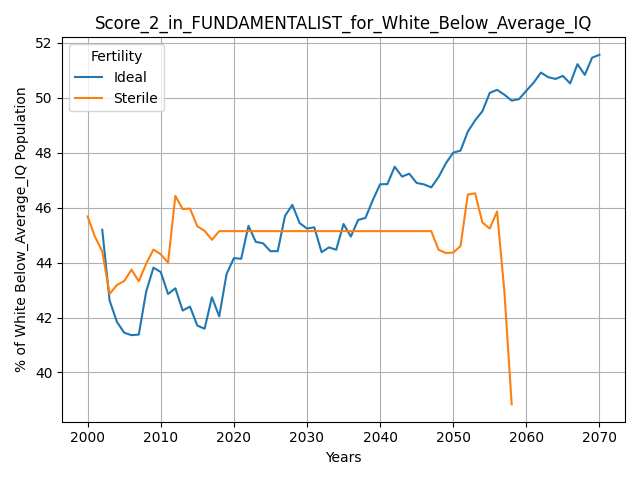 Score_2_in_FUNDAMENTALIST_for_White_Below_Average_IQ
Fertility
Ideal
Sterile
% of White Below_Average_IQ Population
52
50
48
46
44
42
40
2000 2010 2020 2030 2040 2050 2060 2070
Years